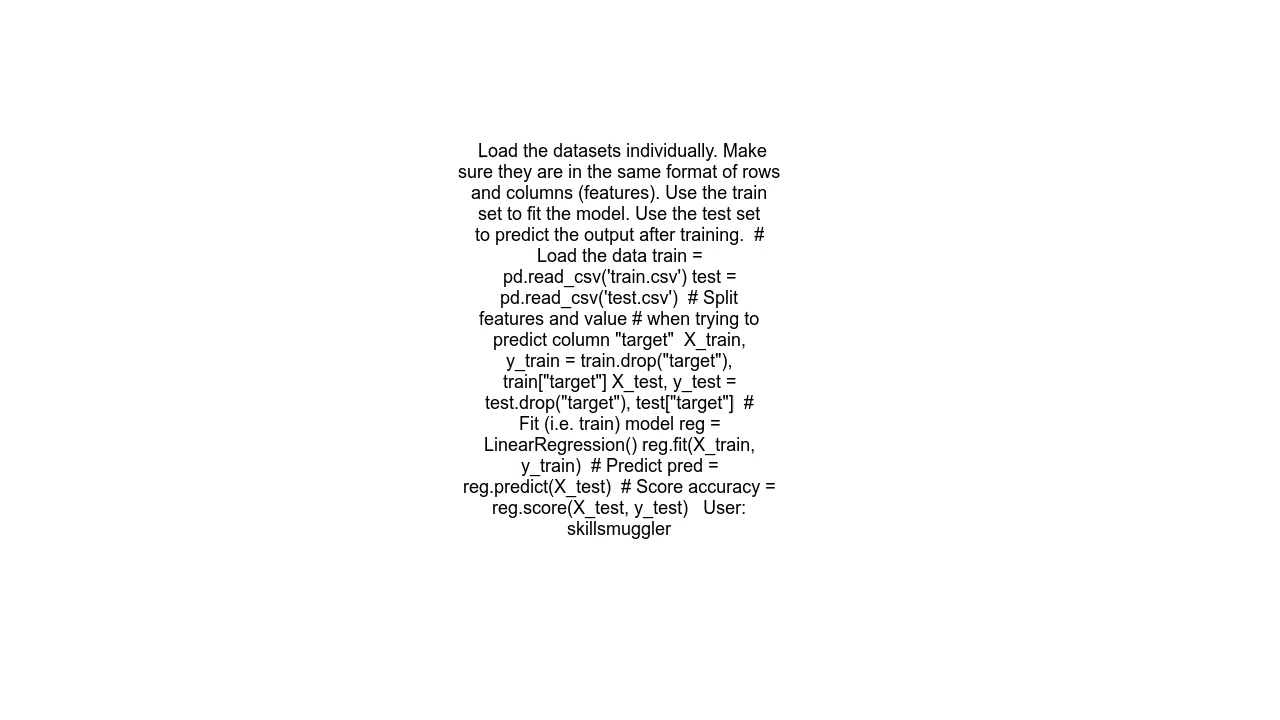 Load the datasets individually. Make
sure they are in the same format of rows
and columns (features). Use the train
set to fit the model. Use the test set
to predict the output after training.  #
Load the data train =
pd.read_csv('train.csv') test =
pd.read_csv('test.csv')  # Split
features and value # when trying to
predict column "target"  X_train,
y_train = train.drop("target"),
train["target"] X_test, y_test =
test.drop("target"), test["target"]  #
Fit (i.e. train) model reg =
LinearRegression() reg.fit(X_train,
y_train)  # Predict pred =
reg.predict(X_test)  # Score accuracy =
reg.score(X_test, y_test)   User:
skillsmuggler